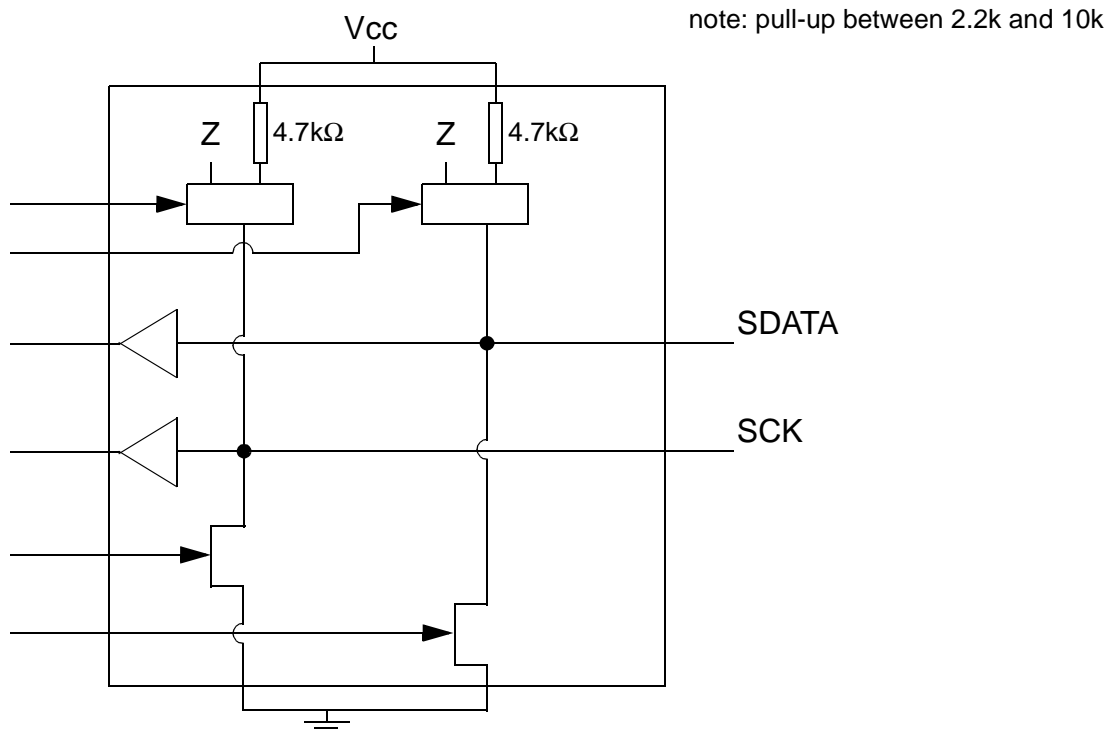 note: pull-up between 2.2k and 10k
Vcc
Z
4.7kΩ
Z
4.7kΩ
SDATA
SCK